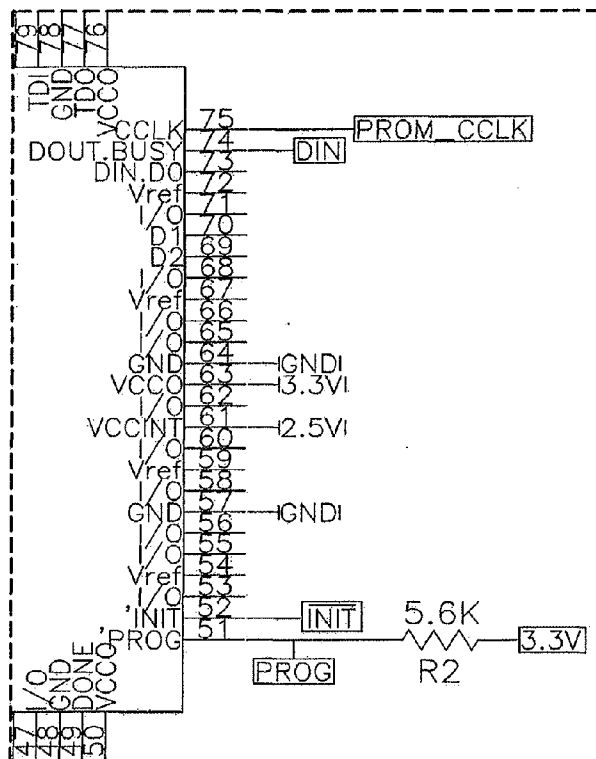 79 78 77 76
TDI GND TDO VCCO
CCLK 75 PROM_CCLK
DOUT.BUSY 74 DIN
DIN.D0 73
Vref 72
I/O 71
D1 70
D2 69
I/O 68
Vref 67
I/O 66
I/O 65
GND 64 GND
VCCO 63 3.3V
I/O 62
VCCINT 61 2.5V
I/O 60
Vref 59
I/O 58
GND 57 GND
I/O 56
I/O 55
Vref 54
I/O 53
'INIT 52 INIT
'PROG 51 PROG 5.6K R2 3.3V
I/O GND DONE VCCO
47 48 49 50